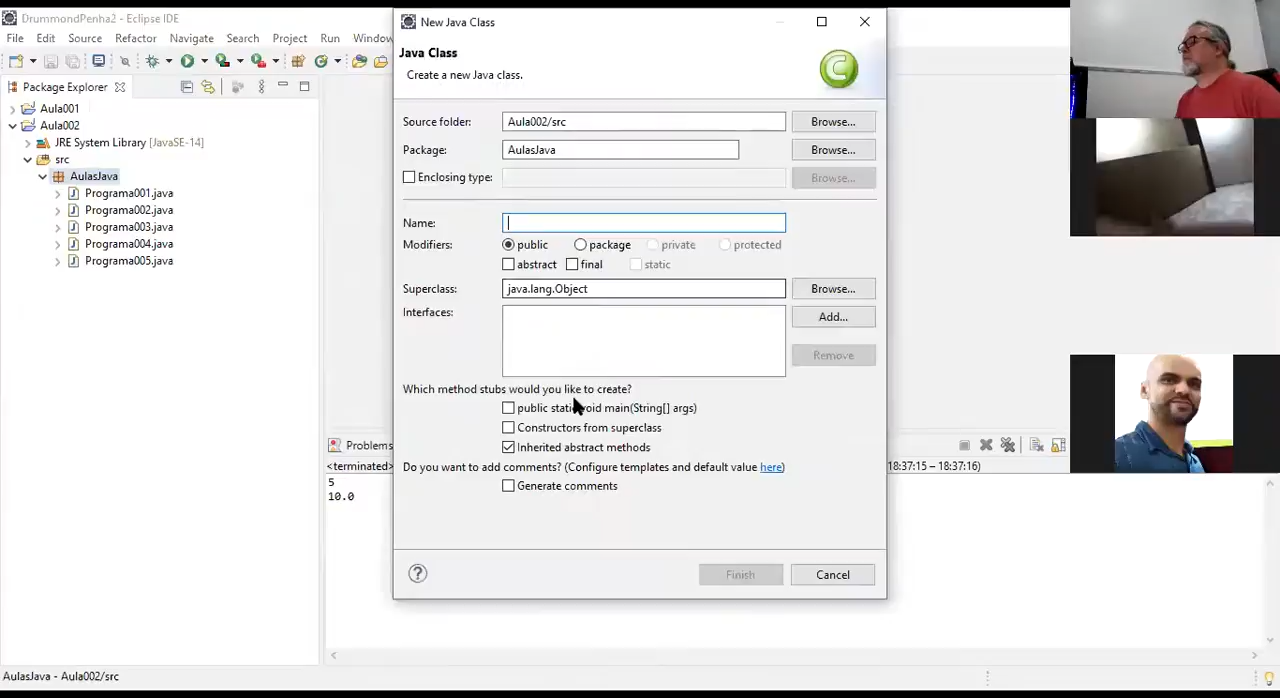 DrummondPenha2 - Eclipse IDE
File Edit Source Refactor Navigate Search Project Run Window
Package Explorer
Aula001
Aula002
JRE System Library [JavaSE-14]
src
AulasJava
Programa001.java
Programa002.java
Programa003.java
Programa004.java
Programa005.java
New Java Class
Java Class
Create a new Java class.
Source folder: Aula002/src Browse...
Package: AulasJava Browse...
Enclosing type: Browse...
Name:
Modifiers: public package private protected
abstract final static
Superclass: java.lang.Object Browse...
Interfaces: Add...
Remove
Which method stubs would you like to create?
public static void main(String[] args)
Constructors from superclass
Inherited abstract methods
Do you want to add comments? (Configure templates and default value here)
Generate comments
Finish Cancel
Problems
<terminated> 18:37:15 – 18:37:16)
5
10.0
AulasJava - Aula002/src